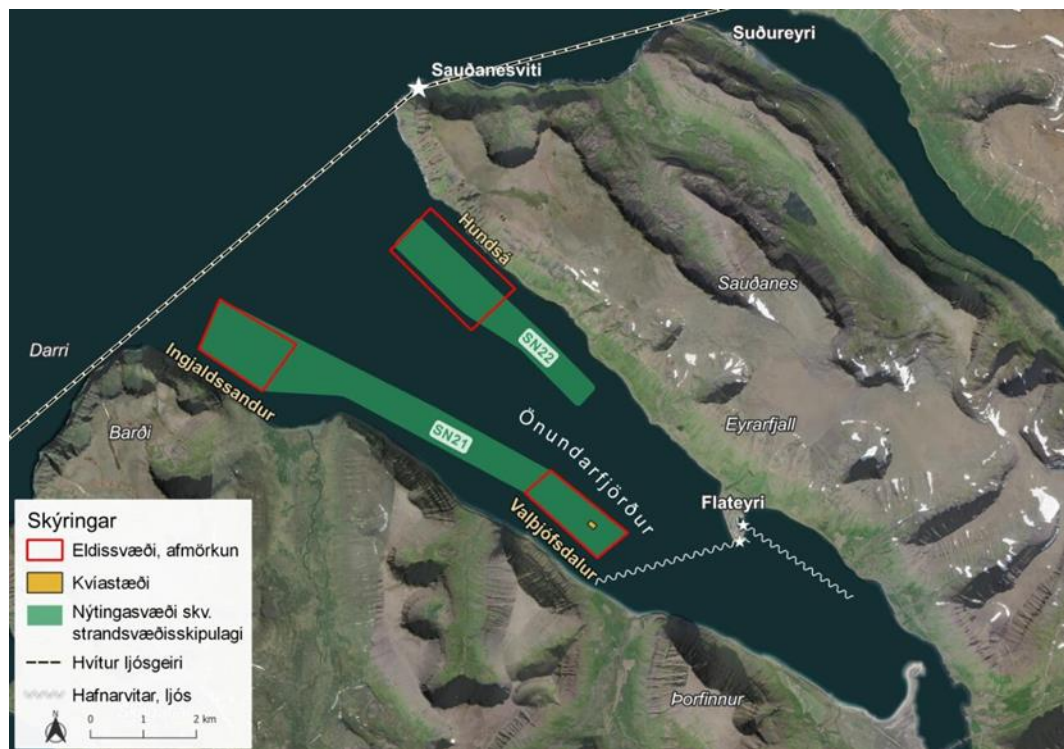 Suðureyri
Sauðanesviti
Hundsá
Sauðanes
Darri
Ingjaldssandur
SN22
Barði
Önundarfjörður
Eyrarfjall
SN21
Flateyri
Valþjófsdalur
Þorfinnur
Skýringar
Eldissvæði, afmörkun
Kvíastæði
Nýtingasvæði skv.
strandsvæðisskipulagi
Hvítur ljósgeiri
Hafnarvitar, ljós
N
0 1 2 km